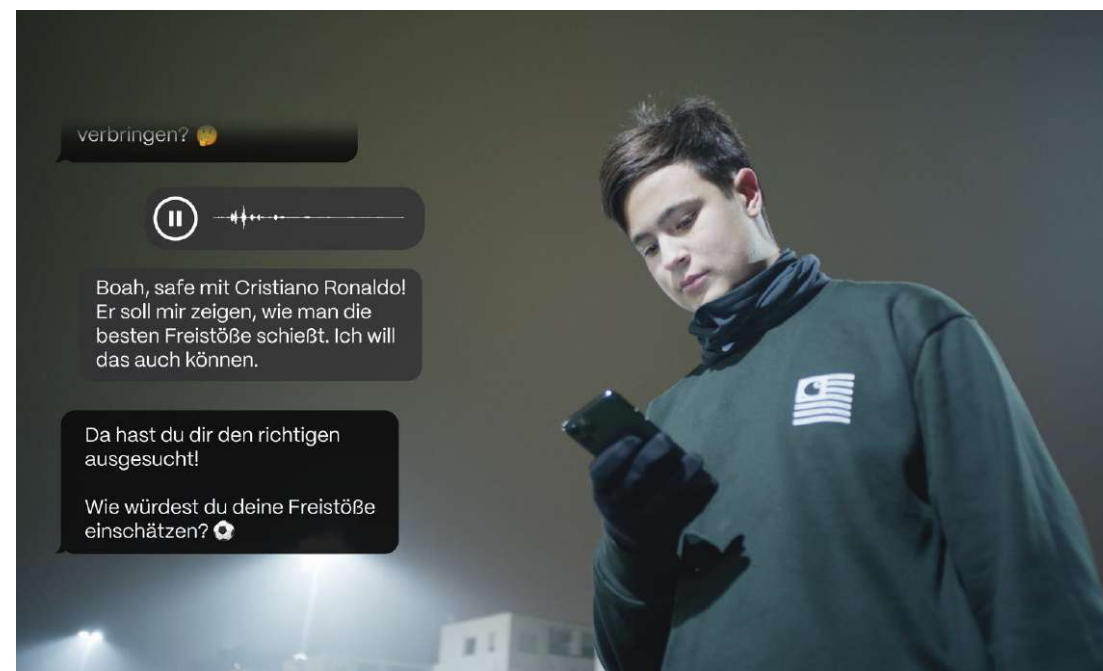 verbringen? 🤔
Boah, safe mit Cristiano Ronaldo!
Er soll mir zeigen, wie man die
besten Freistöße schießt. Ich will
das auch können.
Da hast du dir den richtigen
ausgesucht!
Wie würdest du deine Freistöße
einschätzen? ⚽